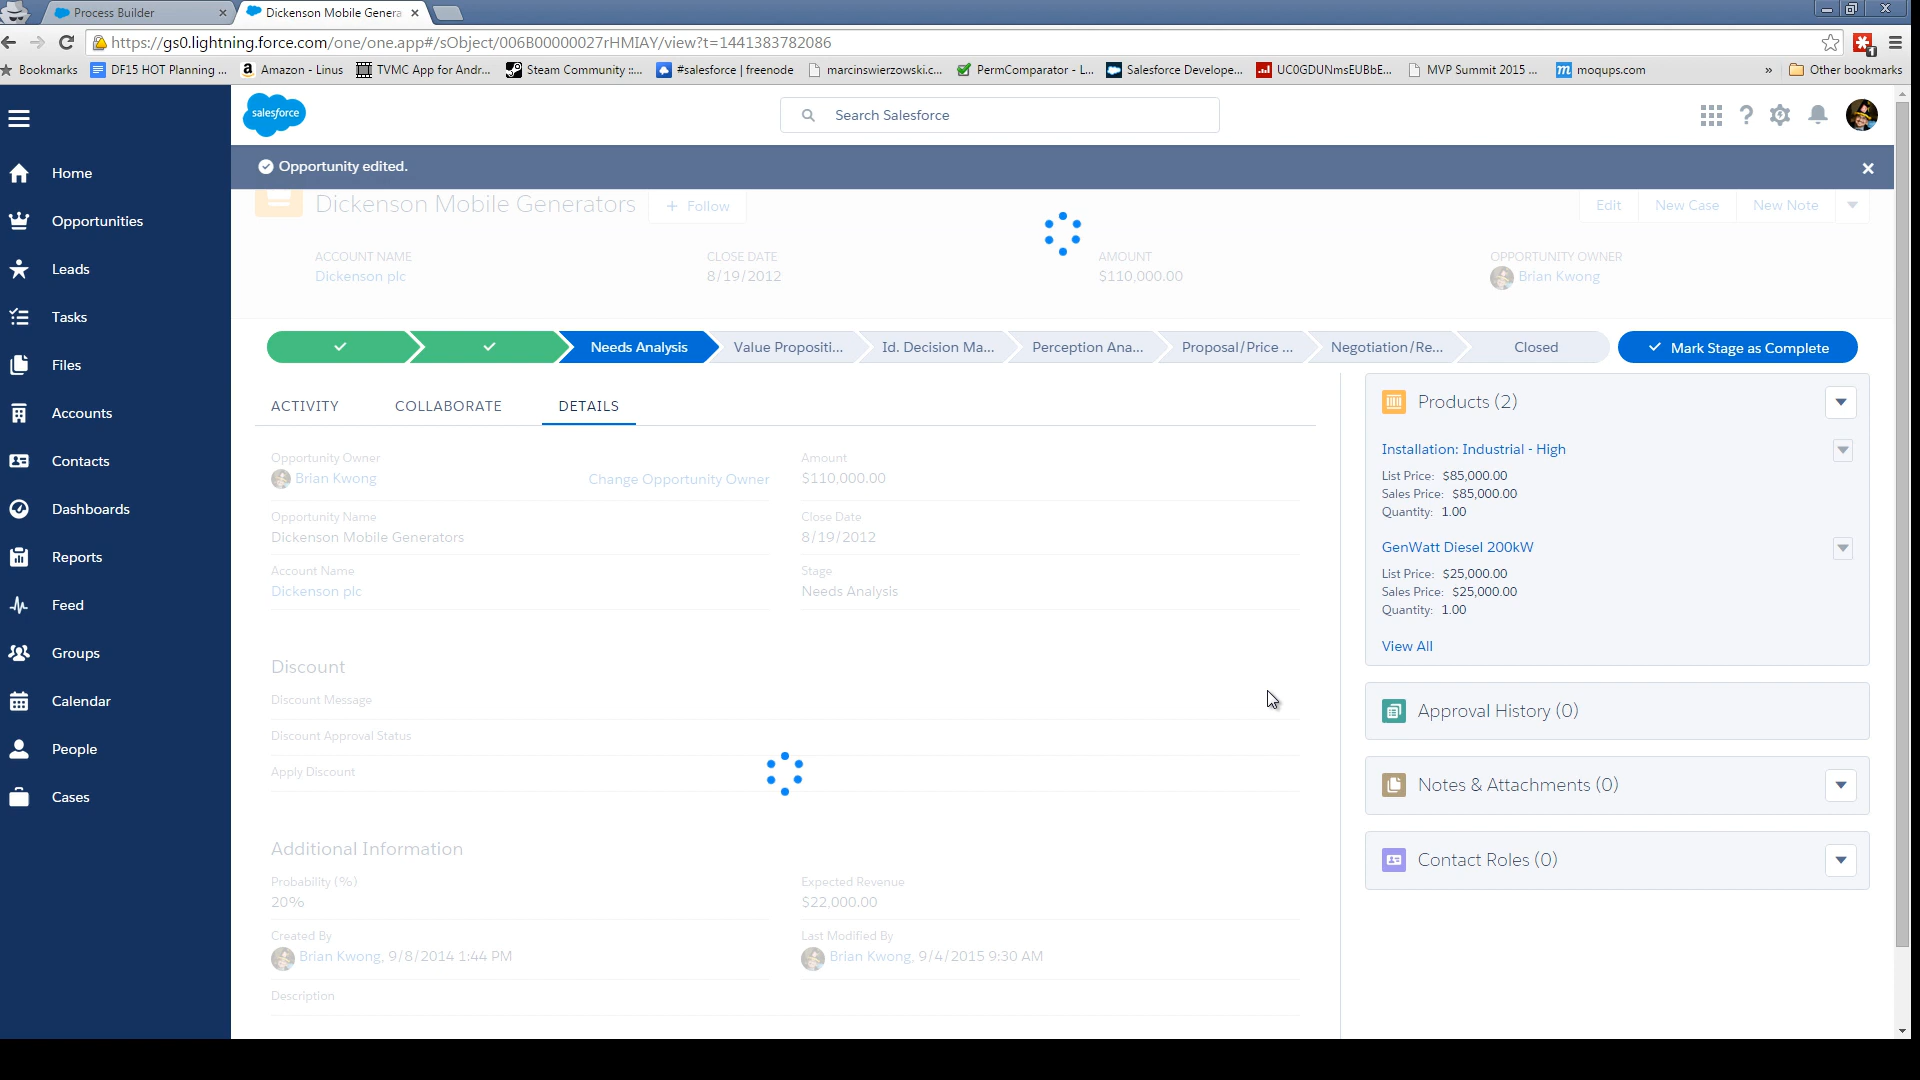 Process Builder
Dickenson Mobile Genera
https://gs0.lightning.force.com/one/one.app#/sObject/006B00000027rHMIAY/view?t=1441383782086
1
Bookmarks
DF15 HOT Planning ...
Amazon - Linus
TVMC App for Andr...
Steam Community ::...
#salesforce | freenode
marcinswierzowski.c...
PermComparator - L...
Salesforce Develope...
UC0GDUNmsEUBbE...
MVP Summit 2015 ...
moqups.com
»
Other bookmarks
salesforce
Search Salesforce
?
Home
Opportunities
Leads
Tasks
Files
Accounts
Contacts
Dashboards
Reports
Feed
Groups
Calendar
People
Cases
Opportunity edited.
Dickenson Mobile Generators
+ Follow
Edit
New Case
New Note
ACCOUNT NAME
Dickenson plc
CLOSE DATE
8/19/2012
AMOUNT
$110,000.00
OPPORTUNITY OWNER
Brian Kwong
Needs Analysis
Value Propositi...
Id. Decision Ma...
Perception Ana...
Proposal/Price ...
Negotiation/Re...
Closed
Mark Stage as Complete
ACTIVITY
COLLABORATE
DETAILS
Opportunity Owner
Brian Kwong
Change Opportunity Owner
Amount
$110,000.00
Opportunity Name
Dickenson Mobile Generators
Close Date
8/19/2012
Account Name
Dickenson plc
Stage
Needs Analysis
Discount
Discount Message
Discount Approval Status
Apply Discount
Additional Information
Probability (%)
20%
Expected Revenue
$22,000.00
Created By
Brian Kwong, 9/8/2014 1:44 PM
Last Modified By
Brian Kwong, 9/4/2015 9:30 AM
Description
Products (2)
Installation: Industrial - High
List Price: $85,000.00
Sales Price: $85,000.00
Quantity: 1.00
GenWatt Diesel 200kW
List Price: $25,000.00
Sales Price: $25,000.00
Quantity: 1.00
View All
Approval History (0)
Notes & Attachments (0)
Contact Roles (0)